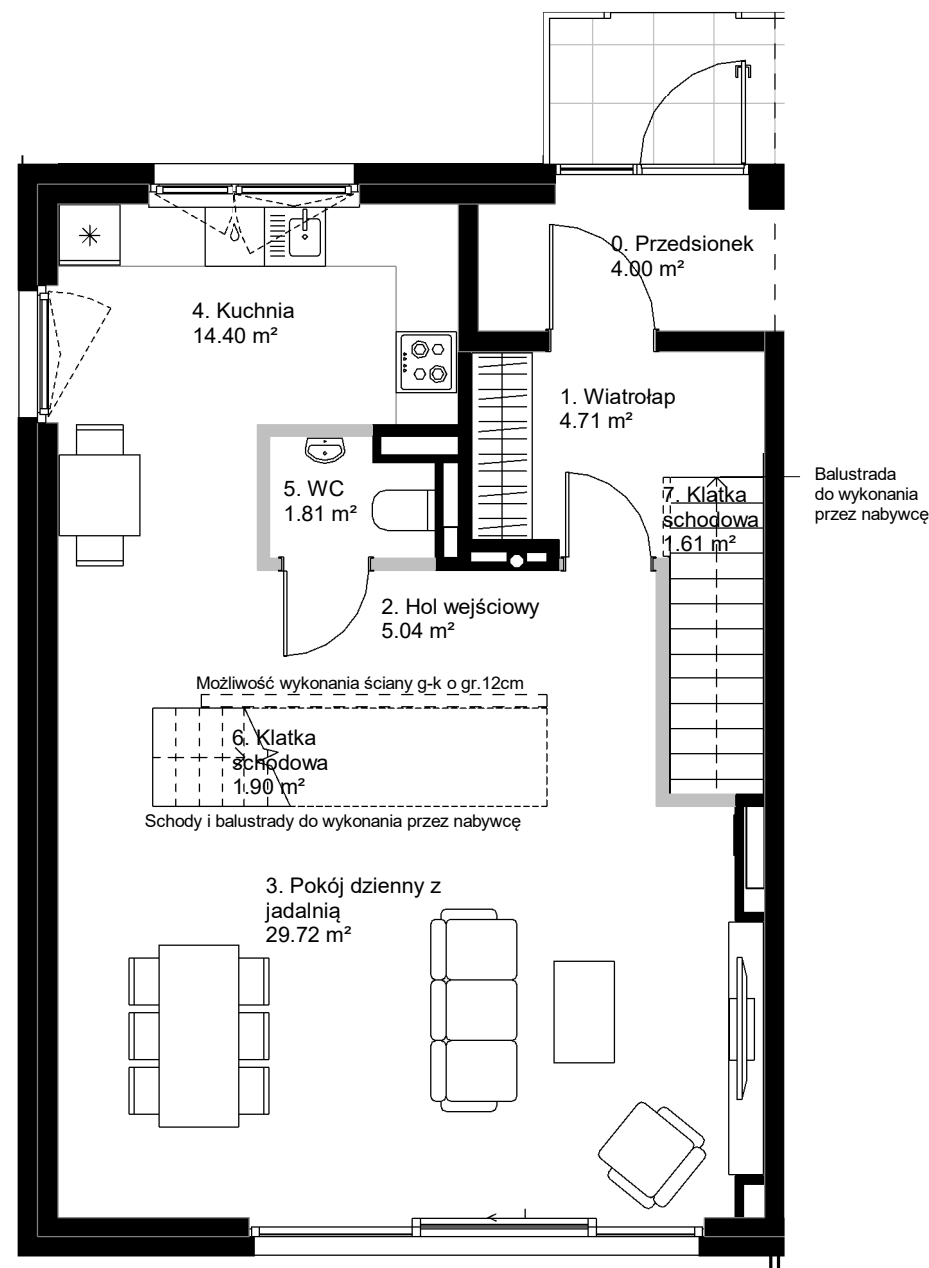 0. Przedsionek
4.00 m²
4. Kuchnia
14.40 m²
1. Wiatrołap
4.71 m²
5. WC
1.81 m²
7. Klatka
schodowa
1.61 m²
Balustrada
do wykonania
przez nabywcę
2. Hol wejściowy
5.04 m²
Możliwość wykonania ściany g-k o gr.12cm
6. Klatka
schodowa
1.90 m²
Schody i balustrady do wykonania przez nabywcę
3. Pokój dzienny z
jadalnią
29.72 m²